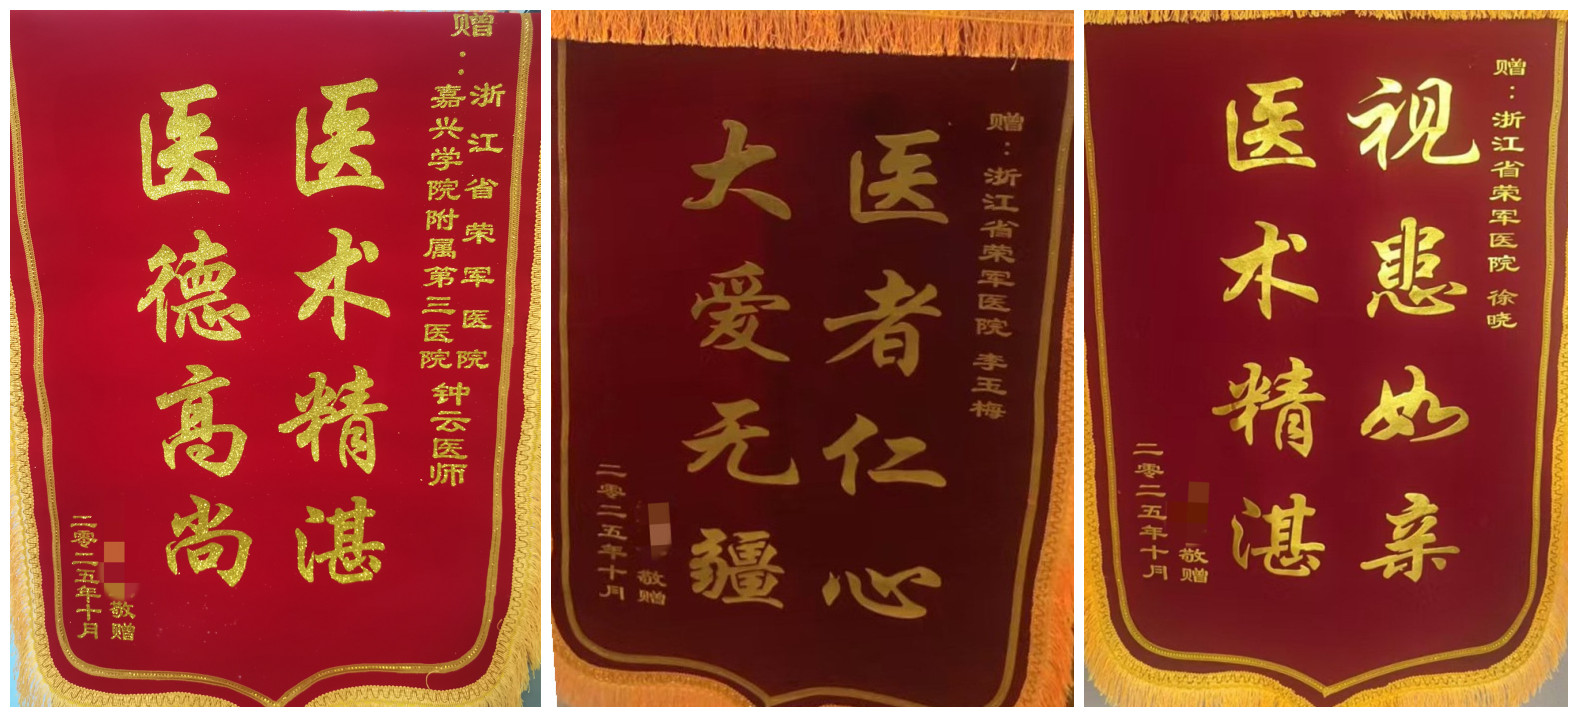 赠：浙江省荣军医院
嘉兴学院附属第三医院 钟云医师
医术精湛
医德高尚
敬赠
二零二五年十月
赠：浙江省荣军医院 李玉梅
医者仁心
大爱无疆
敬赠
二零二五年十月
赠：浙江省荣军医院 徐晓
视患如亲
医术精湛
敬赠
二零二五年十月